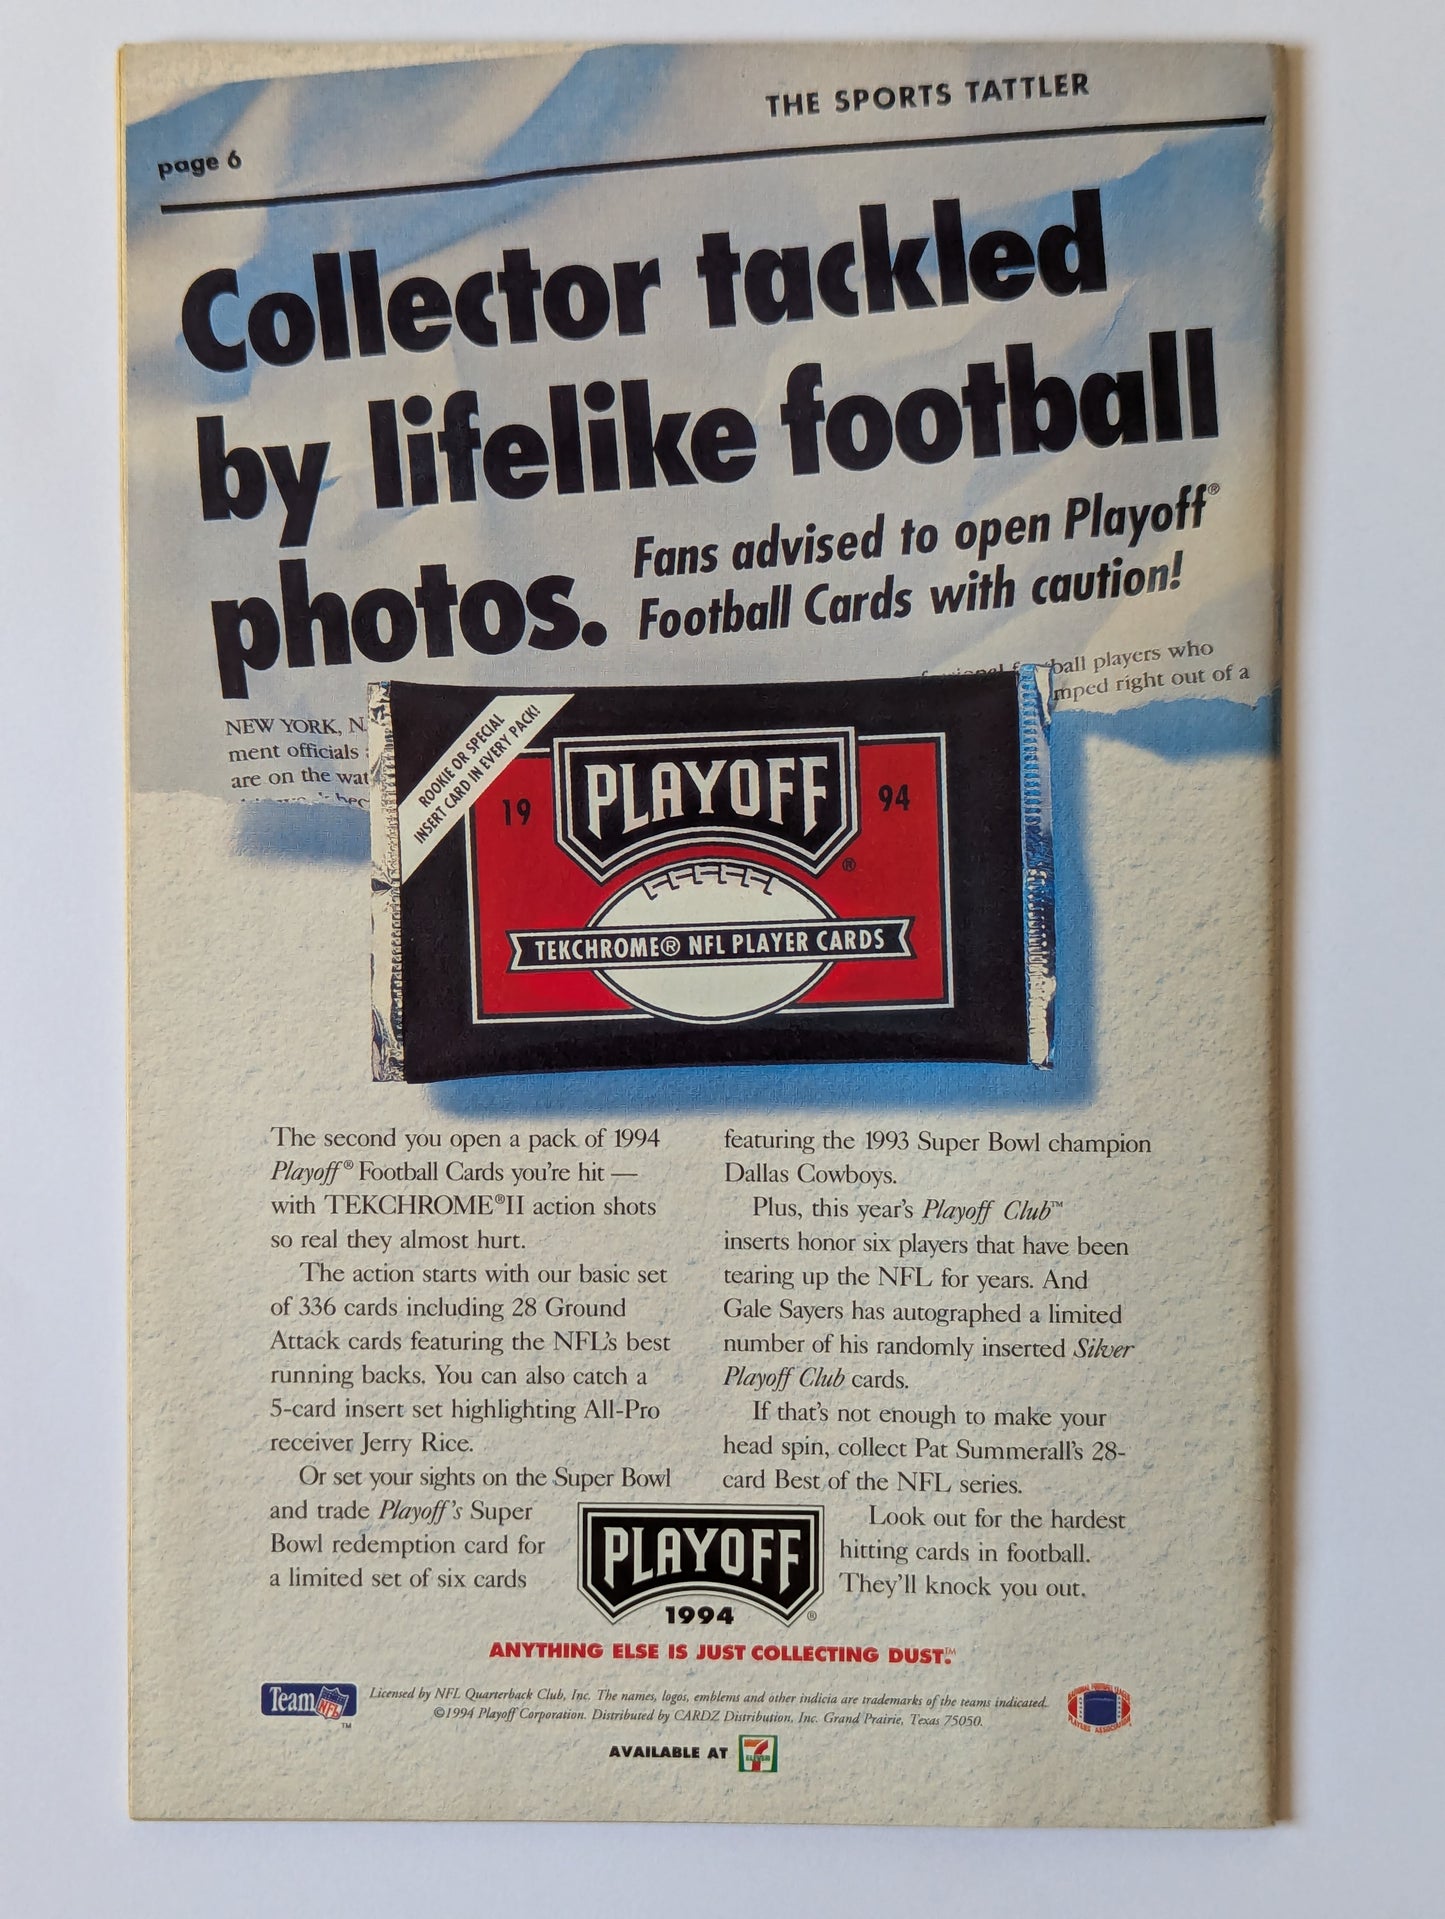 THE SPORTS TATTLER
page 6
Collector tackled
by lifelike football
photos.
Fans advised to open Playoff®
Football Cards with caution!
ball players who
mped right out of a
NEW YORK, N
ment officials
are on the wat
ROOKIE OR SPECIAL
INSERT CARD IN EVERY PACK!
19 PLAYOFF® 94
TEKCHROME® NFL PLAYER CARDS
The second you open a pack of 1994
Playoff® Football Cards you're hit —
with TEKCHROME®II action shots
so real they almost hurt.
The action starts with our basic set
of 336 cards including 28 Ground
Attack cards featuring the NFL's best
running backs. You can also catch a
5-card insert set highlighting All-Pro
receiver Jerry Rice.
Or set your sights on the Super Bowl
and trade Playoff's Super
Bowl redemption card for
a limited set of six cards
featuring the 1993 Super Bowl champion
Dallas Cowboys.
Plus, this year's Playoff Club™
inserts honor six players that have been
tearing up the NFL for years. And
Gale Sayers has autographed a limited
number of his randomly inserted Silver
Playoff Club cards.
If that's not enough to make your
head spin, collect Pat Summerall's 28-
card Best of the NFL series.
Look out for the hardest
hitting cards in football.
They'll knock you out.
PLAYOFF
1994 ®
ANYTHING ELSE IS JUST COLLECTING DUST.™
Team NFL ™
Licensed by NFL Quarterback Club, Inc. The names, logos, emblems and other indicia are trademarks of the teams indicated.
©1994 Playoff Corporation. Distributed by CARDZ Distribution, Inc. Grand Prairie, Texas 75050.
NATIONAL FOOTBALL LEAGUE
PLAYERS ASSOCIATION
AVAILABLE AT 7 ELEVEN